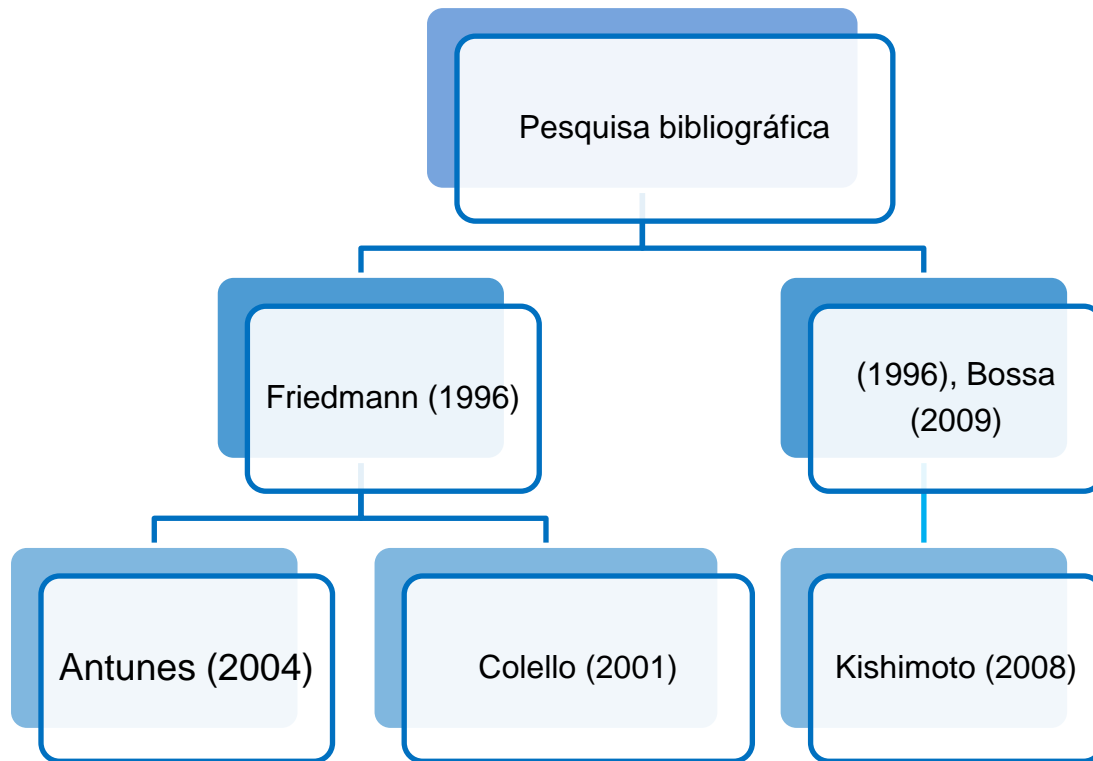 Pesquisa bibliográfica
Friedmann (1996)
(1996), Bossa
(2009)
Antunes (2004)
Colello (2001)
Kishimoto (2008)